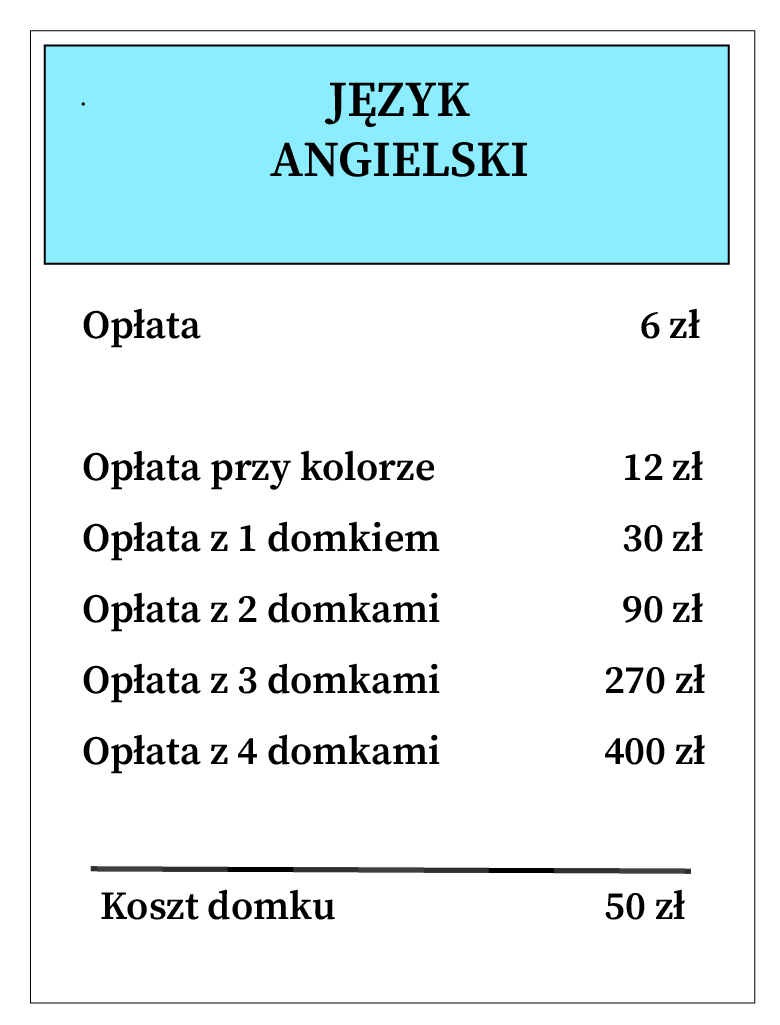 JĘZYK
ANGIELSKI
Opłata 6 zł
Opłata przy kolorze 12 zł
Opłata z 1 domkiem 30 zł
Opłata z 2 domkami 90 zł
Opłata z 3 domkami 270 zł
Opłata z 4 domkami 400 zł
Koszt domku 50 zł